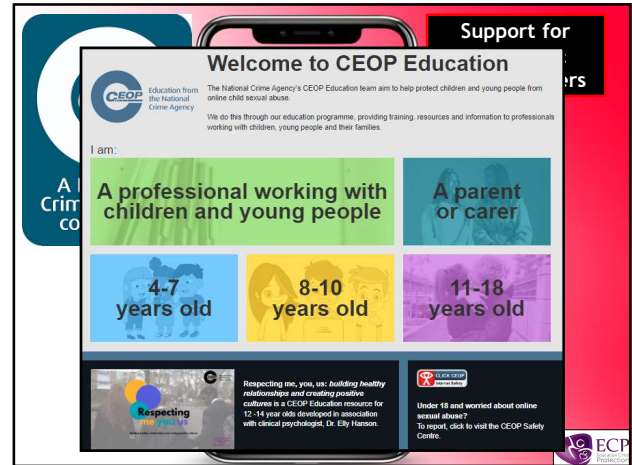 Support for
rs
Welcome to CEOP Education
CEOP
Education from
the National
Crime Agency
The National Crime Agency's CEOP Education team aim to help protect children and young people from
online child sexual abuse.
We do this through our education programme, providing training, resources and information to professionals
working with children, young people and their families.
I am:
A professional working with
children and young people
A parent
or carer
A
Crim
co
4-7
years old
8-10
years old
11-18
years old
Respecting
me you us
Respecting me, you, us: building healthy
relationships and creating positive
cultures is a CEOP Education resource for
12 -14 year olds developed in association
with clinical psychologist, Dr. Elly Hanson.
CLICK CEOP
Internet Safety
Under 18 and worried about online
sexual abuse?
To report, click to visit the CEOP Safety
Centre.
ECP
Protection